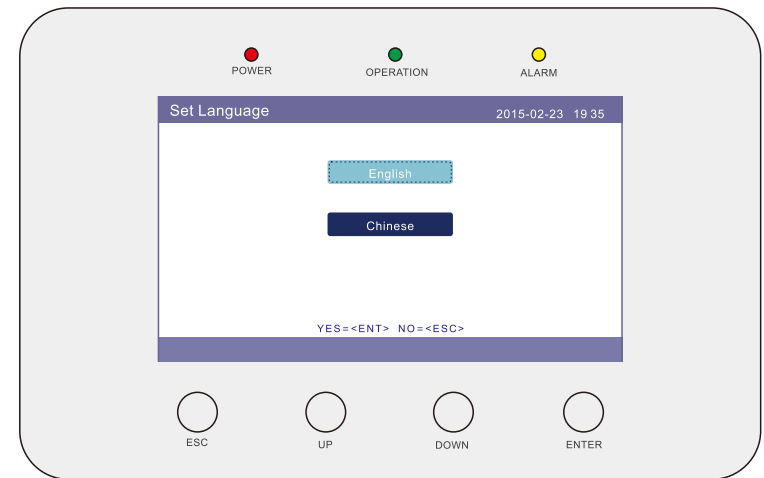 POWER OPERATION ALARM
Set Language 2015-02-23 19 35
English
Chinese
YES=<ENT> NO=<ESC>
ESC UP DOWN ENTER